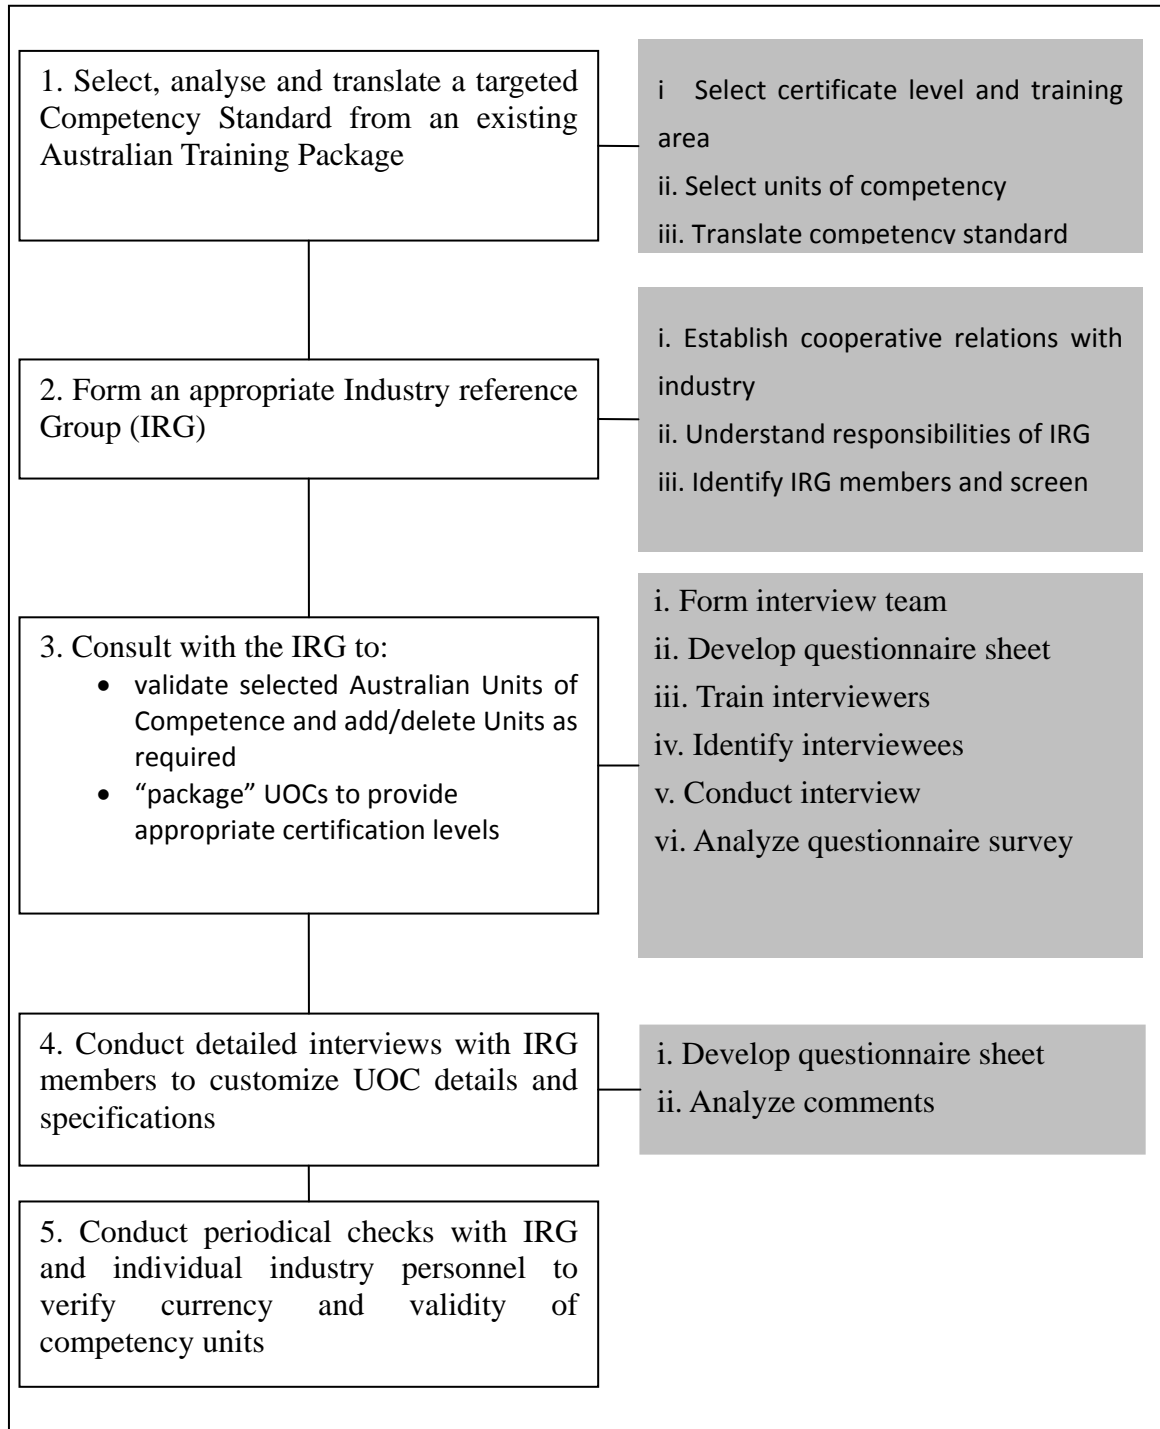 1. Select, analyse and translate a targeted
Competency Standard from an existing
Australian Training Package
i Select certificate level and training
area
ii. Select units of competency
iii. Translate competency standard
2. Form an appropriate Industry reference
Group (IRG)
i. Establish cooperative relations with
industry
ii. Understand responsibilities of IRG
iii. Identify IRG members and screen
3. Consult with the IRG to:
• validate selected Australian Units of
Competence and add/delete Units as
required
• “package” UOCs to provide
appropriate certification levels
i. Form interview team
ii. Develop questionnaire sheet
iii. Train interviewers
iv. Identify interviewees
v. Conduct interview
vi. Analyze questionnaire survey
4. Conduct detailed interviews with IRG
members to customize UOC details and
specifications
i. Develop questionnaire sheet
ii. Analyze comments
5. Conduct periodical checks with IRG
and individual industry personnel to
verify currency and validity of
competency units